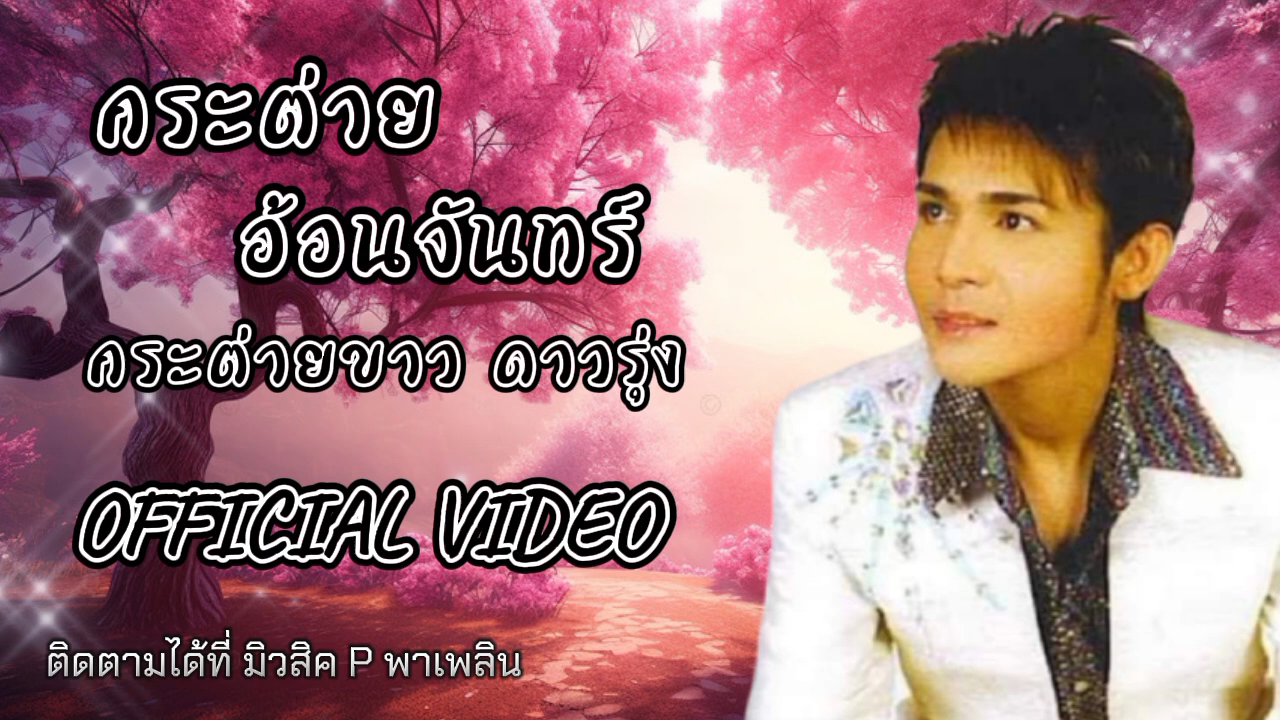 กระต่าย
อ้อนจันทร์
กระต่ายขาว ดาวรุ่ง
OFFICIAL VIDEO
ติดตามได้ที่ มิวสิค P พาเพลิน